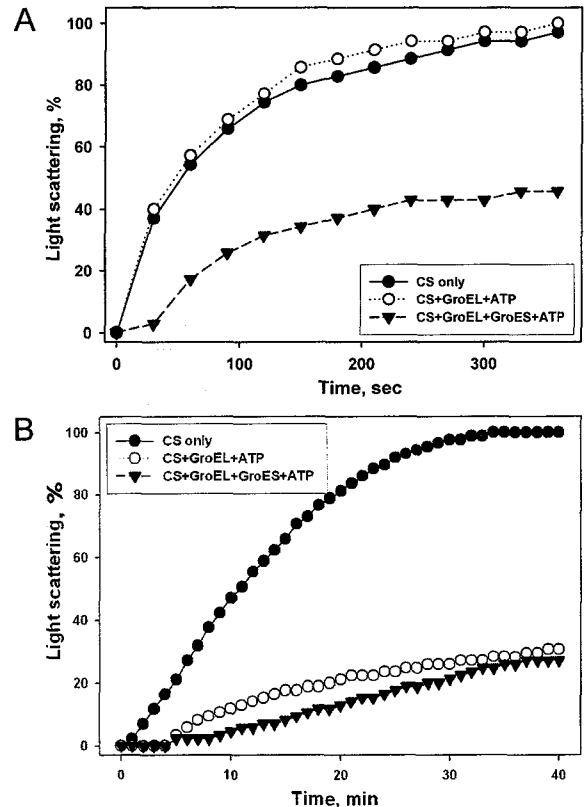 A
Light scattering, %
100
80
60
40
20
0
CS only
CS+GroEL+ATP
CS+GroEL+GroES+ATP
0
100
200
300
Time, sec
B
Light scattering, %
100
80
60
40
20
0
CS only
CS+GroEL+ATP
CS+GroEL+GroES+ATP
0
10
20
30
40
Time, min